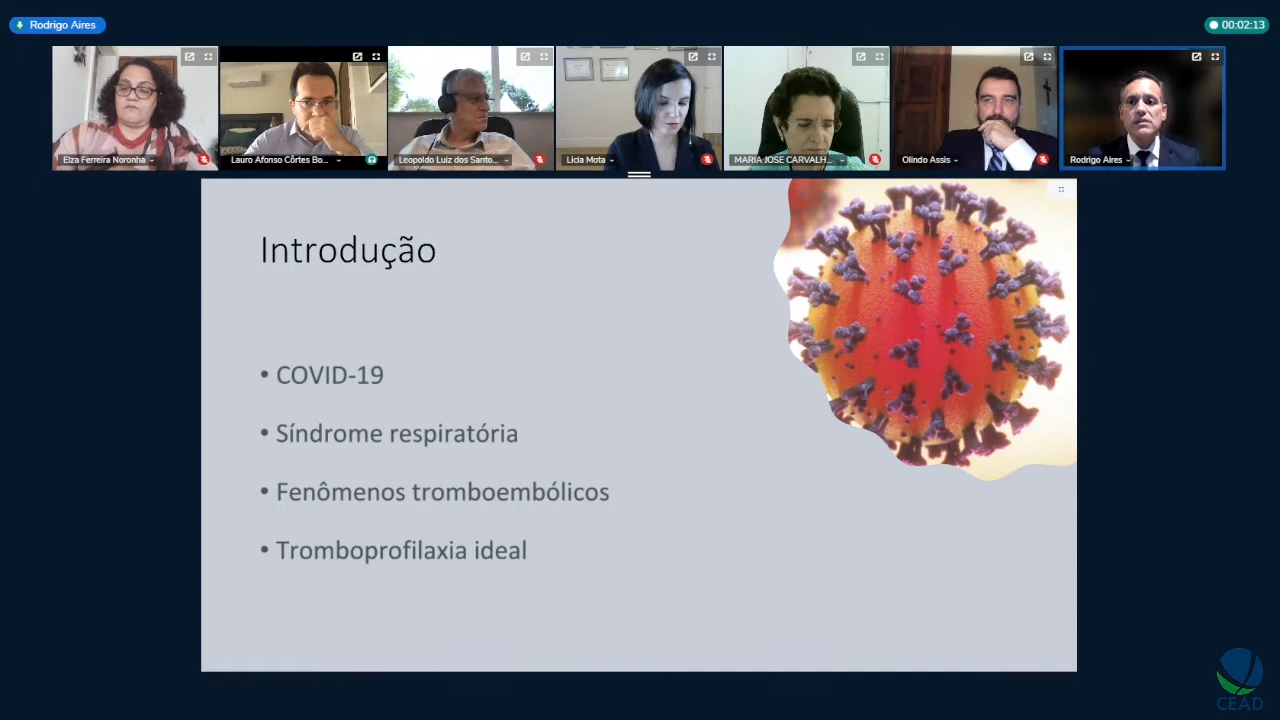 Rodrigo Aires
00:02:13
Elza Ferreira Noronha
Lauro Afonso Côrtes Bo...
Leopoldo Luiz dos Santo...
Licia Mota
MARIA JOSE CARVALH...
Olindo Assis
Rodrigo Aires
Introdução
• COVID-19
• Síndrome respiratória
• Fenômenos tromboembólicos
• Tromboprofilaxia ideal
CEAD